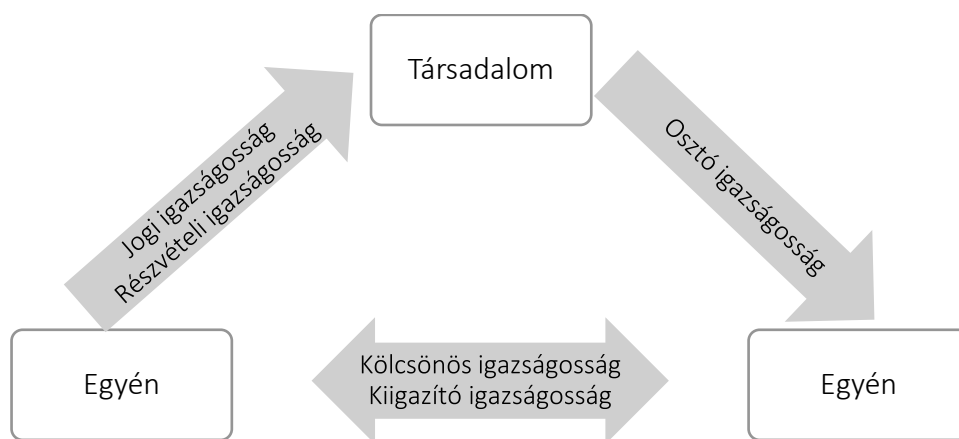 Társadalom
Jogi igazságosság
Részvételi igazságosság
Osztó igazságosság
Kölcsönös igazságosság
Kiigazító igazságosság
Egyén
Egyén